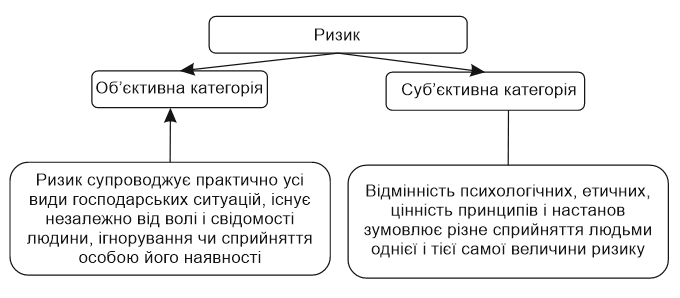 Ризик
Об’єктивна категорія
Суб’єктивна категорія
Ризик супроводжує практично усі
види господарських ситуацій, існує
незалежно від волі і свідомості
людини, ігнорування чи сприйняття
особою його наявності
Відмінність психологічних, етичних,
цінність принципів і настанов
зумовлює різне сприйняття людьми
однієї і тієї самої величини ризику